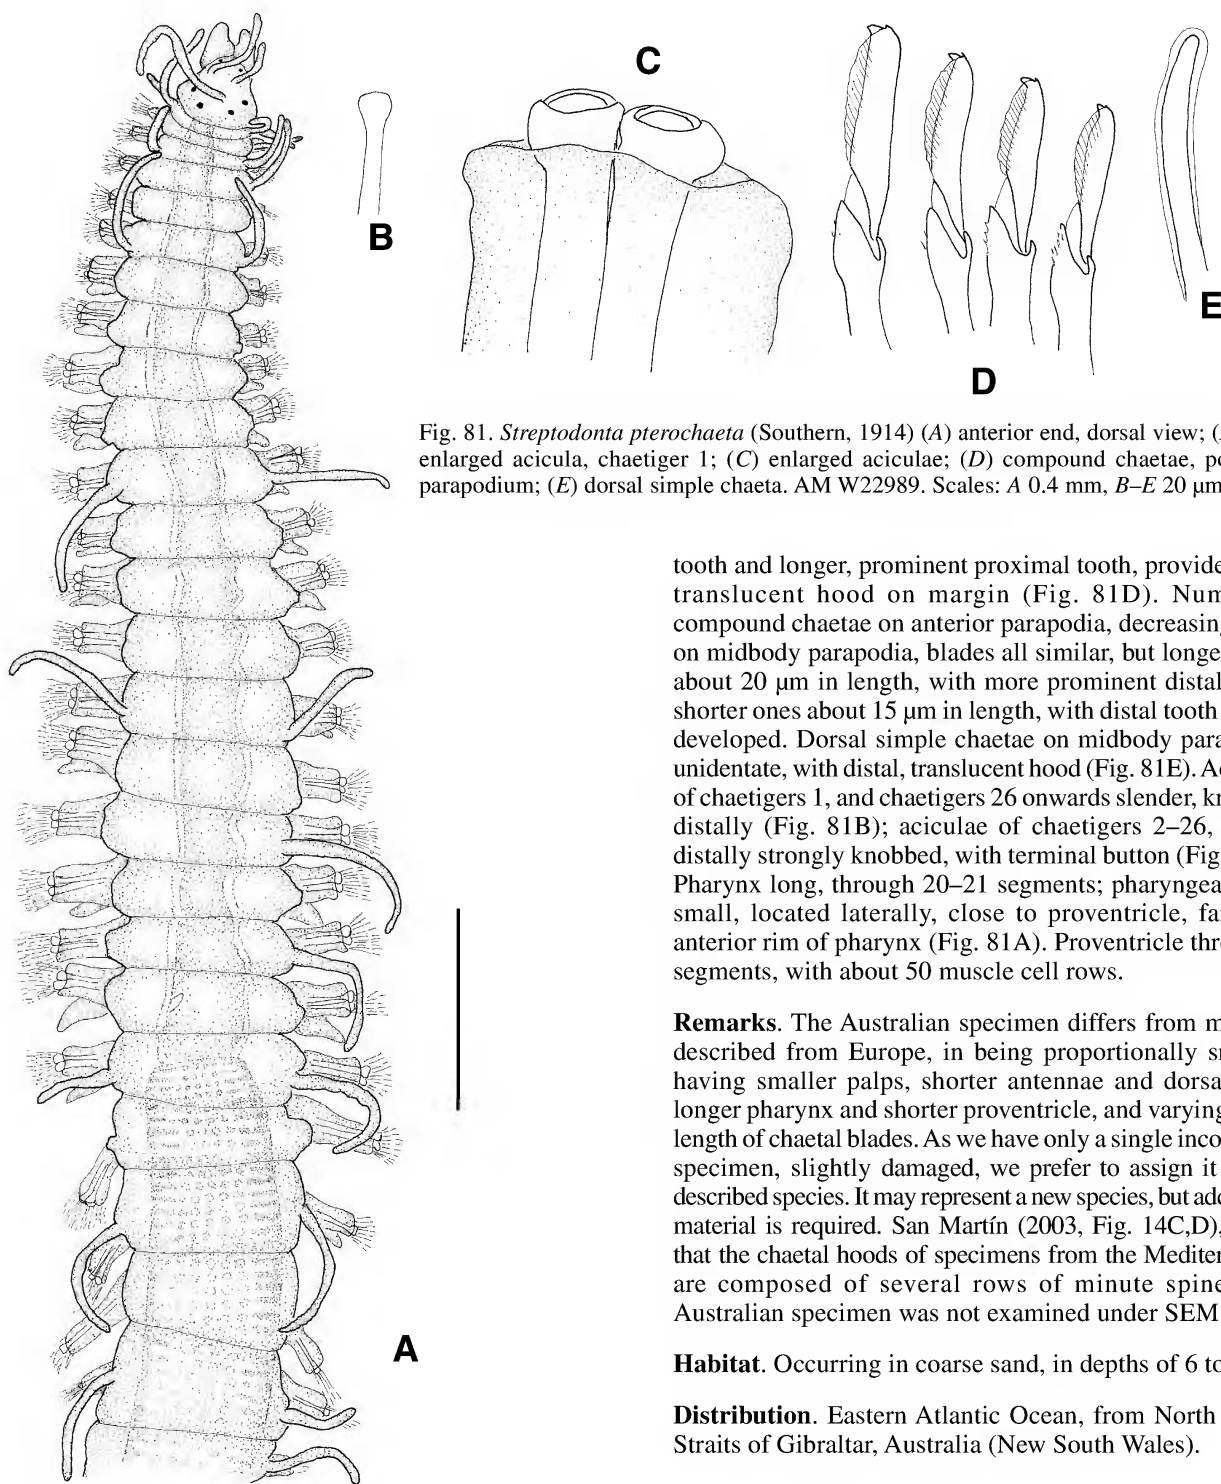 C
B
E
D
Fig. 81. Streptodonta pterochaeta (Southern, 1914) (A) anterior end, dorsal view;
enlarged acicula, chaetiger 1; (C) enlarged aciculae; (D) compound chaetae,
parapodium; (E) dorsal simple chaeta. AM W22989. Scales: A 0.4 mm, B–E 20 µm
tooth and longer, prominent proximal tooth,
translucent hood on margin (Fig. 81D).
compound chaetae on anterior parapodia,
on midbody parapodia, blades all similar, but
about 20 µm in length, with more prominent distal
shorter ones about 15 µm in length, with distal tooth
developed. Dorsal simple chaetae on midbody
unidentate, with distal, translucent hood (Fig. 81E).
of chaetigers 1, and chaetigers 26 onwards slender,
distally (Fig. 81B); aciculae of chaetigers 2–26,
distally strongly knobbed, with terminal button
Pharynx long, through 20–21 segments;
small, located laterally, close to proventricle,
anterior rim of pharynx (Fig. 81A). Proventricle
segments, with about 50 muscle cell rows.
Remarks. The Australian specimen differs from
described from Europe, in being proportionally
having smaller palps, shorter antennae and
longer pharynx and shorter proventricle, and varying
length of chaetal blades. As we have only a single
specimen, slightly damaged, we prefer to assign it
described species. It may represent a new species, but
material is required. San Martín (2003, Fig. 14C,D),
that the chaetal hoods of specimens from the
are composed of several rows of minute
Australian specimen was not examined under SEM
Habitat. Occurring in coarse sand, in depths of 6 to
Distribution. Eastern Atlantic Ocean, from North
Straits of Gibraltar, Australia (New South Wales).
A